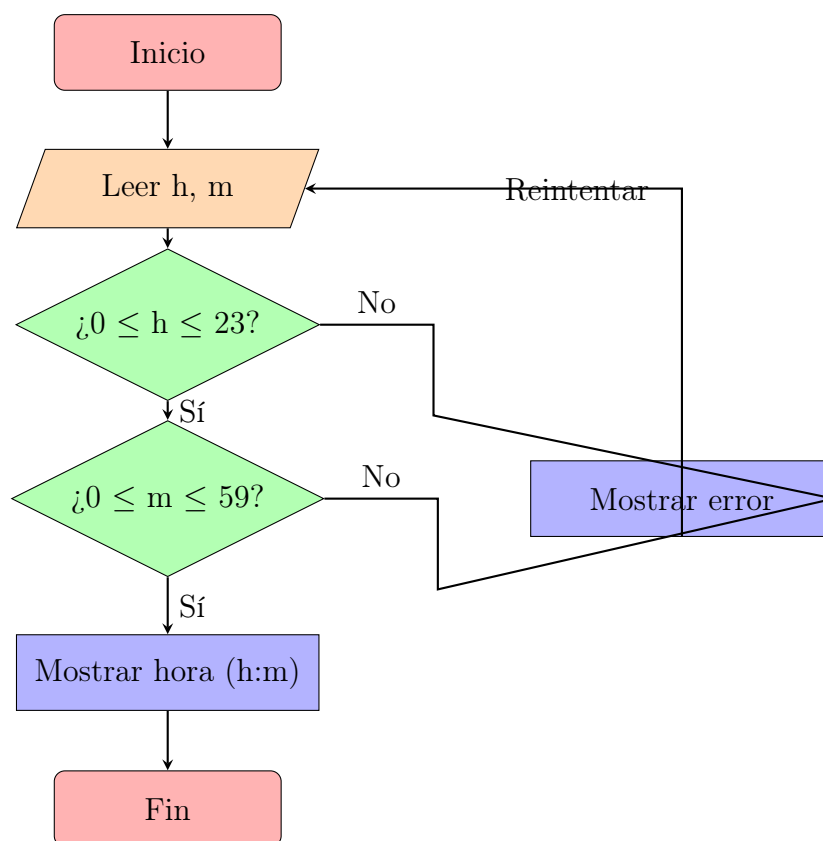 Inicio
Leer h, m
Reintentar
¿0 ≤ h ≤ 23?
No
Sí
¿0 ≤ m ≤ 59?
No
Mostrar error
Sí
Mostrar hora (h:m)
Fin